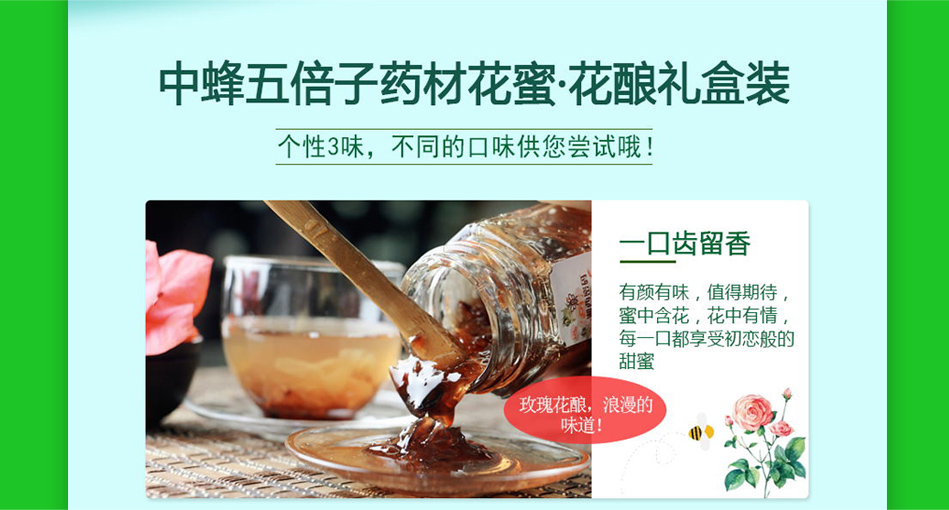 中蜂五倍子药材花蜜·花酿礼盒装
个性3味，不同的口味供您尝试哦！
一口齿留香
有颜有味，值得期待，
蜜中含花，花中有情，
每一口都享受初恋般的
甜蜜
玫瑰花酿，浪漫的
味道！